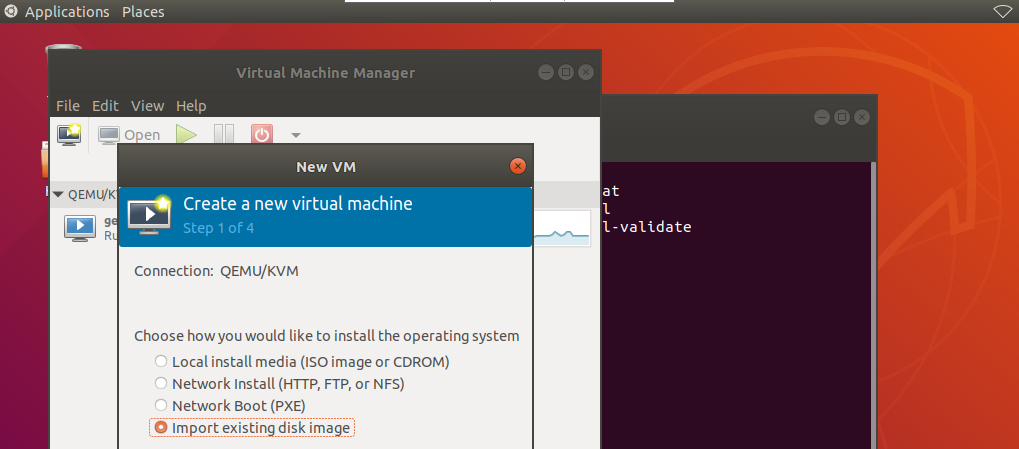 Applications Places
Virtual Machine Manager
File Edit View Help
Open
New VM
QEMU/KV
Create a new virtual machine
Step 1 of 4
ge
Ru
at
l
l-validate
Connection: QEMU/KVM
Choose how you would like to install the operating system
Local install media (ISO image or CDROM)
Network Install (HTTP, FTP, or NFS)
Network Boot (PXE)
Import existing disk image